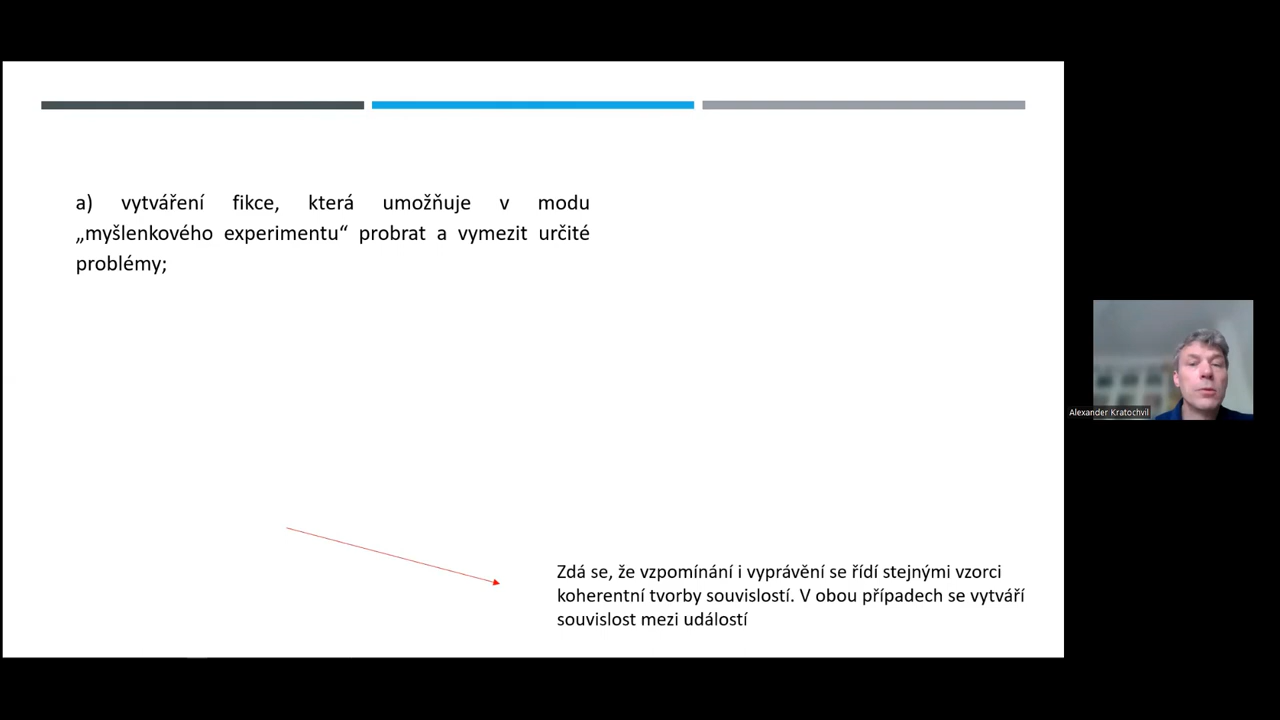 a) vytváření fikce, která umožňuje v modu
„myšlenkového experimentu“ probrat a vymezit určité
problémy;
Alexander Kratochvil
Zdá se, že vzpomínání i vyprávění se řídí stejnými vzorci
koherentní tvorby souvislostí. V obou případech se vytváří
souvislost mezi událostí